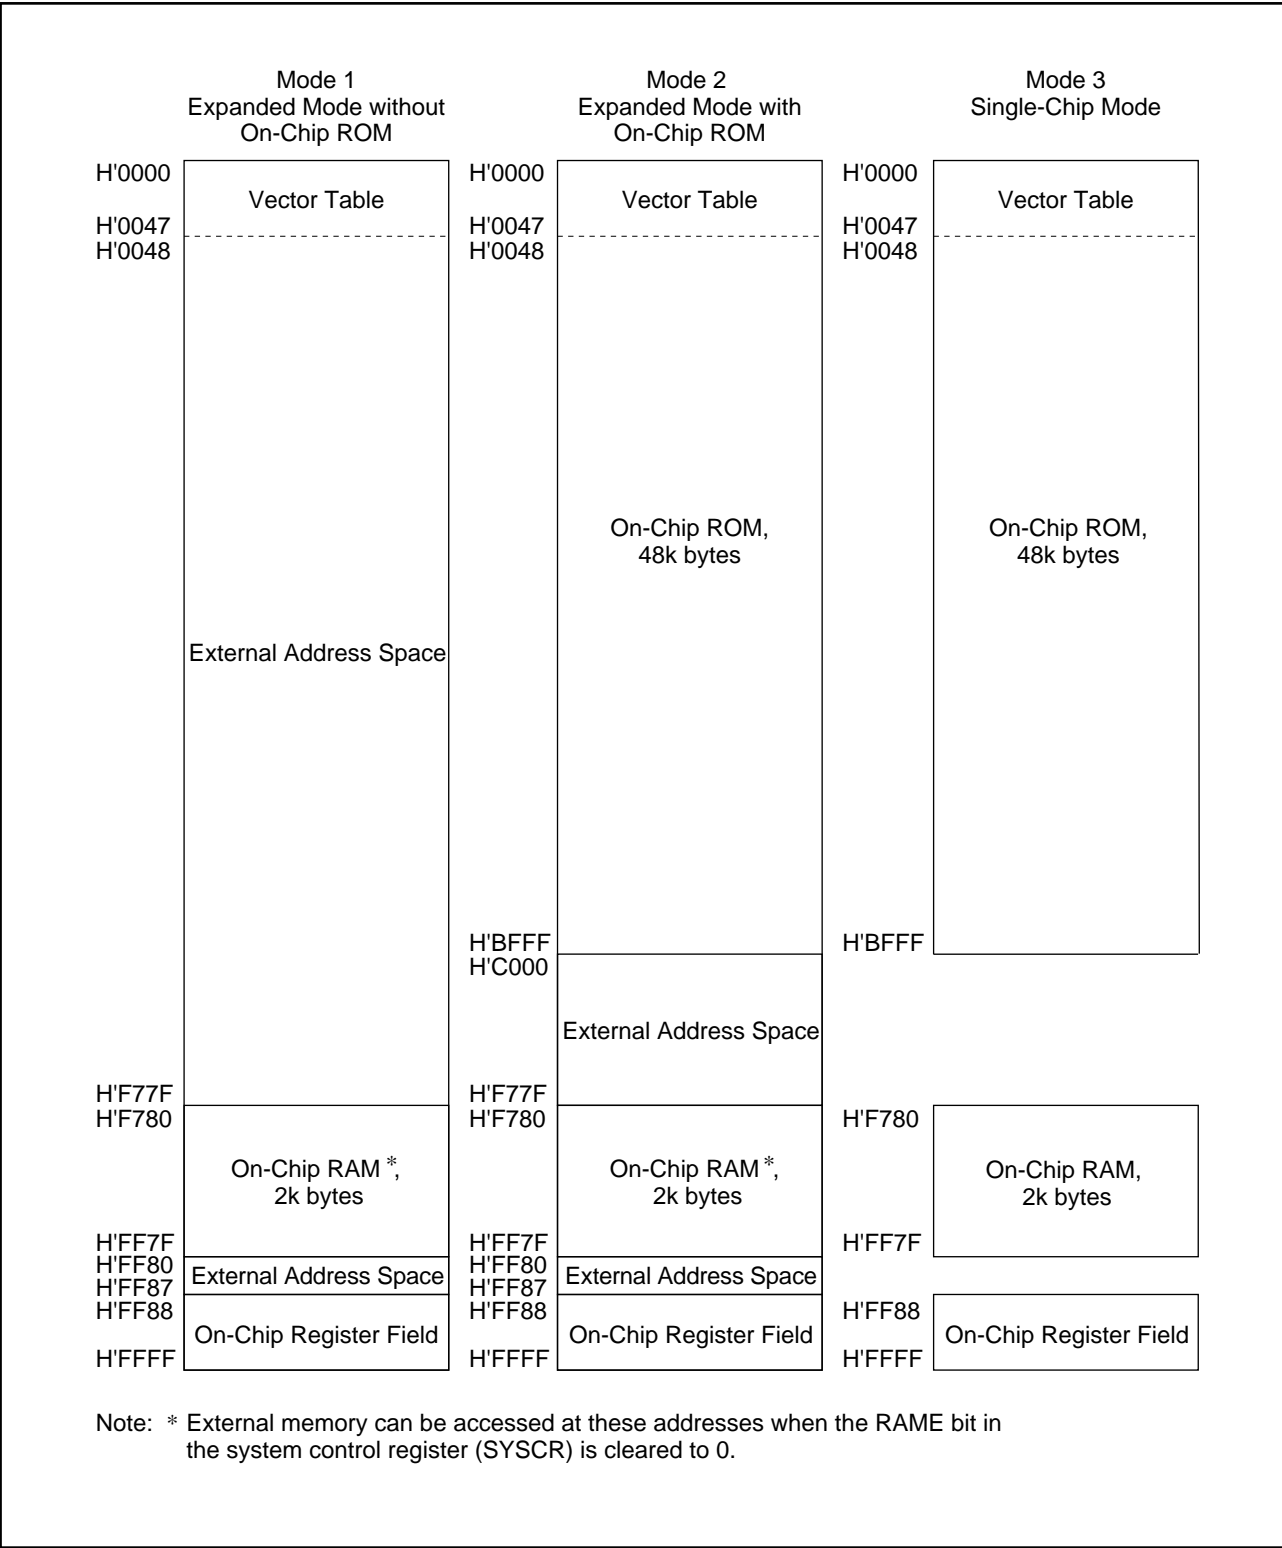 Mode 1
Expanded Mode without
On-Chip ROM
Mode 2
Expanded Mode with
On-Chip ROM
Mode 3
Single-Chip Mode
H'0000
Vector Table
H'0047
H'0048
External Address Space
H'F77F
H'F780
On-Chip RAM *,
2k bytes
H'FF7F
H'FF80
External Address Space
H'FF87
H'FF88
On-Chip Register Field
H'FFFF
H'0000
Vector Table
H'0047
H'0048
On-Chip ROM,
48k bytes
H'BFFF
H'C000
External Address Space
H'F77F
H'F780
On-Chip RAM *,
2k bytes
H'FF7F
H'FF80
External Address Space
H'FF87
H'FF88
On-Chip Register Field
H'FFFF
H'0000
Vector Table
H'0047
H'0048
On-Chip ROM,
48k bytes
H'BFFF
H'F780
On-Chip RAM,
2k bytes
H'FF7F
H'FF88
On-Chip Register Field
H'FFFF
Note: * External memory can be accessed at these addresses when the RAME bit in
the system control register (SYSCR) is cleared to 0.